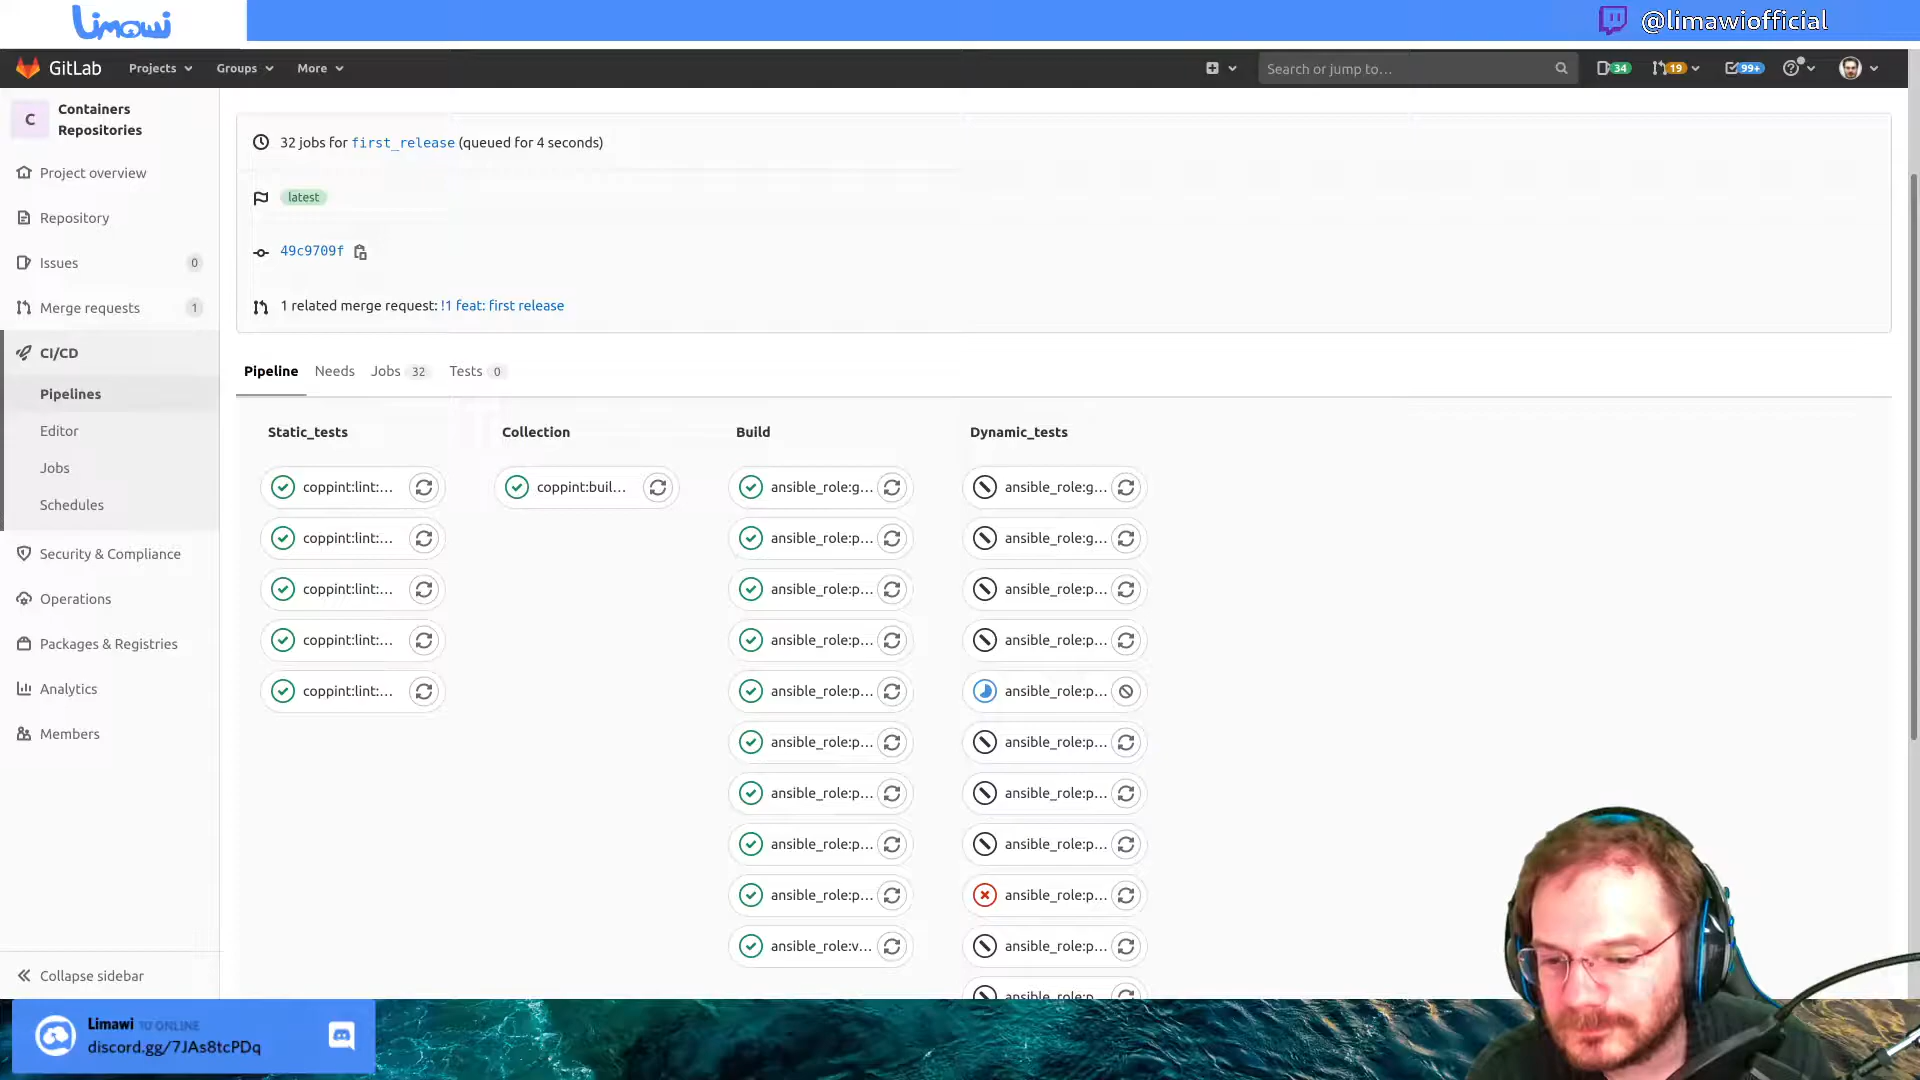 Limawi
@limawiofficial
GitLab Projects Groups More Search or jump to... 34 19 99+
C
Containers
Repositories
Project overview
Repository
Issues 0
Merge requests 1
CI/CD
Pipelines
Editor
Jobs
Schedules
Security & Compliance
Operations
Packages & Registries
Analytics
Members
Collapse sidebar
32 jobs for first_release (queued for 4 seconds)
latest
49c9709f
1 related merge request: !1 feat: first release
Pipeline Needs Jobs 32 Tests 0
Static_tests Collection Build Dynamic_tests
coppint:lint:... coppint:buil... ansible_role:g... ansible_role:g...
coppint:lint:... ansible_role:p... ansible_role:g...
coppint:lint:... ansible_role:p... ansible_role:p...
coppint:lint:... ansible_role:p... ansible_role:p...
coppint:lint:... ansible_role:p... ansible_role:p...
ansible_role:p... ansible_role:p...
ansible_role:p... ansible_role:p...
ansible_role:p... ansible_role:p...
ansible_role:p... ansible_role:p...
ansible_role:v... ansible_role:p...
ansible_role:p...
Limawi 10 ONLINE
discord.gg/7JAs8tcPDq